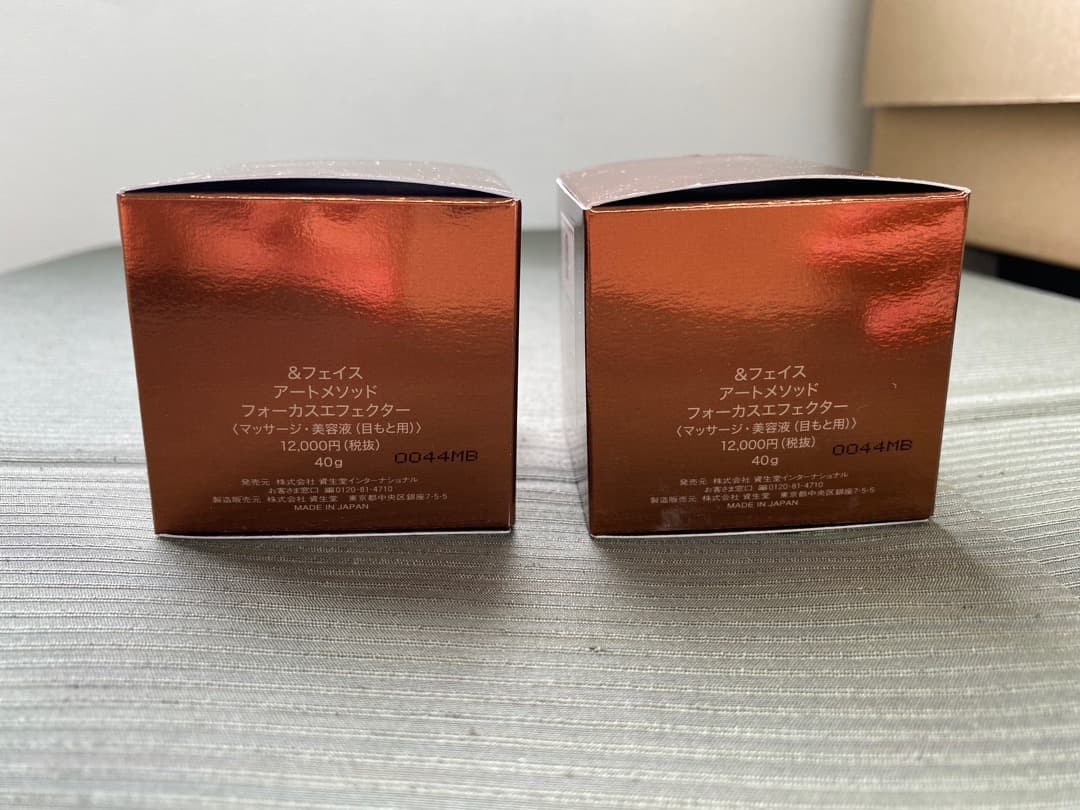 &フェイス
アートメソッド
フォーカスエフェクター
〈マッサージ・美容液(目もと用)〉
12,000円(税抜)
40g
0044MB
発売元 株式会社 資生堂インターナショナル
お客さま窓口 0120-81-4710
製造販売元 株式会社 資生堂 東京都中央区銀座7-5-5
MADE IN JAPAN
&フェイス
アートメソッド
フォーカスエフェクター
〈マッサージ・美容液(目もと用)〉
12,000円(税抜)
40g
0044MB
発売元 株式会社 資生堂インターナショナル
お客さま窓口 0120-81-4710
製造販売元 株式会社 資生堂 東京都中央区銀座7-5-5
MADE IN JAPAN